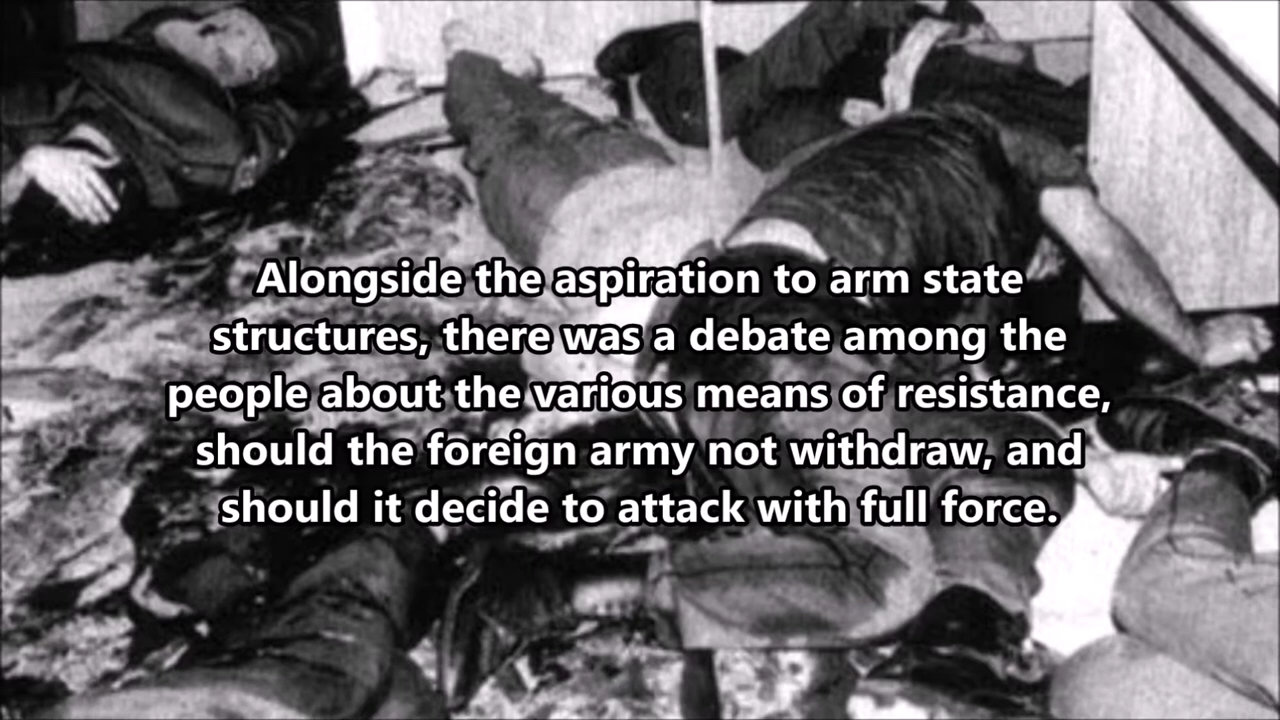 Alongside the aspiration to arm state
structures, there was a debate among the
people about the various means of resistance,
should the foreign army not withdraw, and
should it decide to attack with full force.